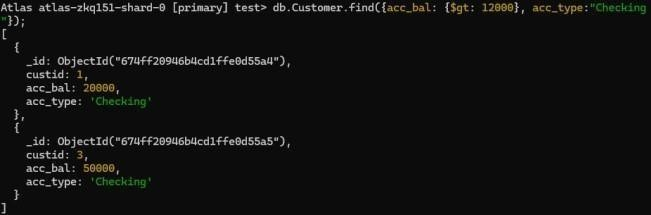 Atlas atlas-zkq151-shard-0 [primary] test> db.Customer.find({acc_bal: {$gt: 12000}, acc_type:"Checking
"});
[
  {
    _id: ObjectId("674ff20946b4cd1ffe0d55a4"),
    custid: 1,
    acc_bal: 20000,
    acc_type: 'Checking'
  },
  {
    _id: ObjectId("674ff20946b4cd1ffe0d55a5"),
    custid: 3,
    acc_bal: 50000,
    acc_type: 'Checking'
  }
]